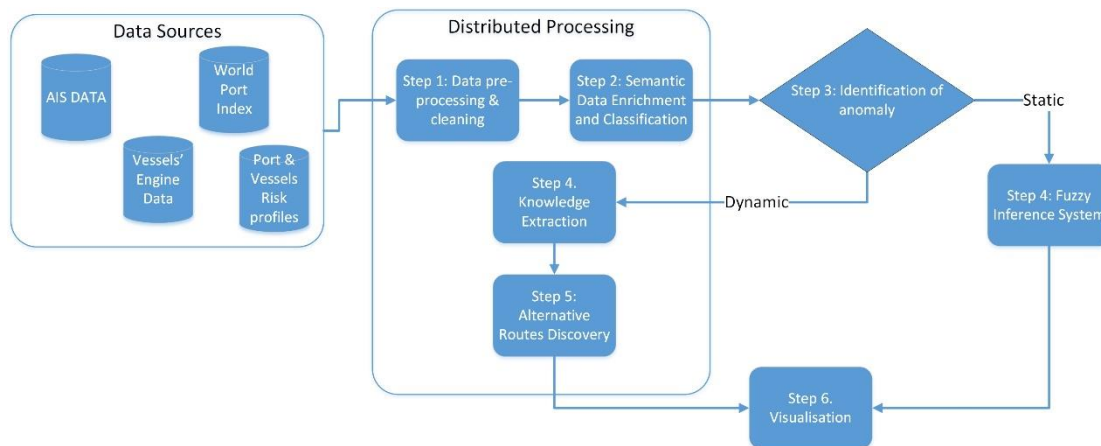 Data Sources
AIS DATA
World
Port
Index
Vessels'
Engine
Data
Port &
Vessels
Risk
profiles
Distributed Processing
Step 1: Data pre-
processing &
cleaning
Step 2: Semantic
Data Enrichment
and Classification
Step 3: Identification of
anomaly
Static
Dynamic
Step 4.
Knowledge
Extraction
Step 4: Fuzzy
Inference System
Step 5:
Alternative
Routes Discovery
Step 6.
Visualisation